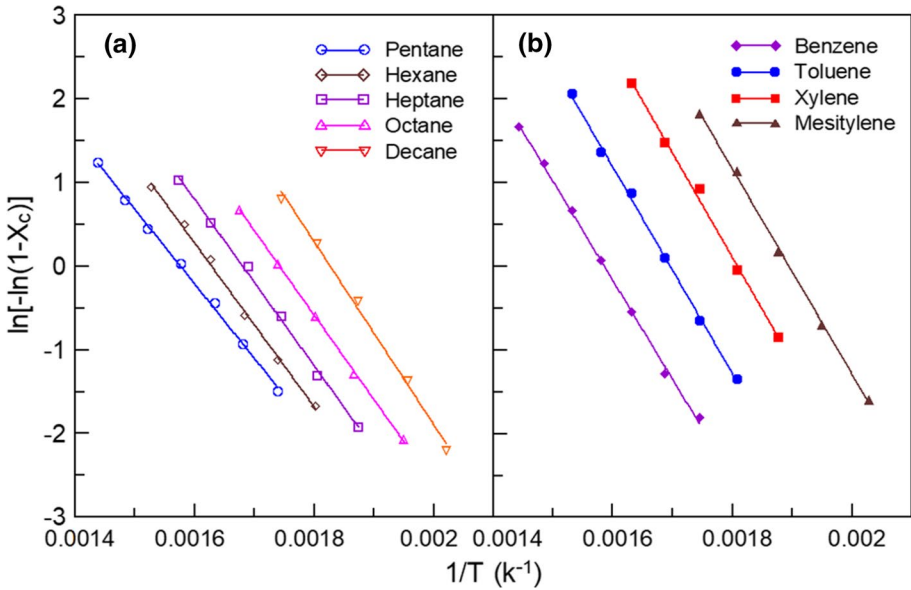 (a)
Pentane
Hexane
Heptane
Octane
Decane
(b)
Benzene
Toluene
Xylene
Mesitylene
ln[-ln(1-Xc)]
3
2
1
0
-1
-2
-3
0.0014 0.0016 0.0018 0.002 0.0014 0.0016 0.0018 0.002
1/T (k⁻¹)